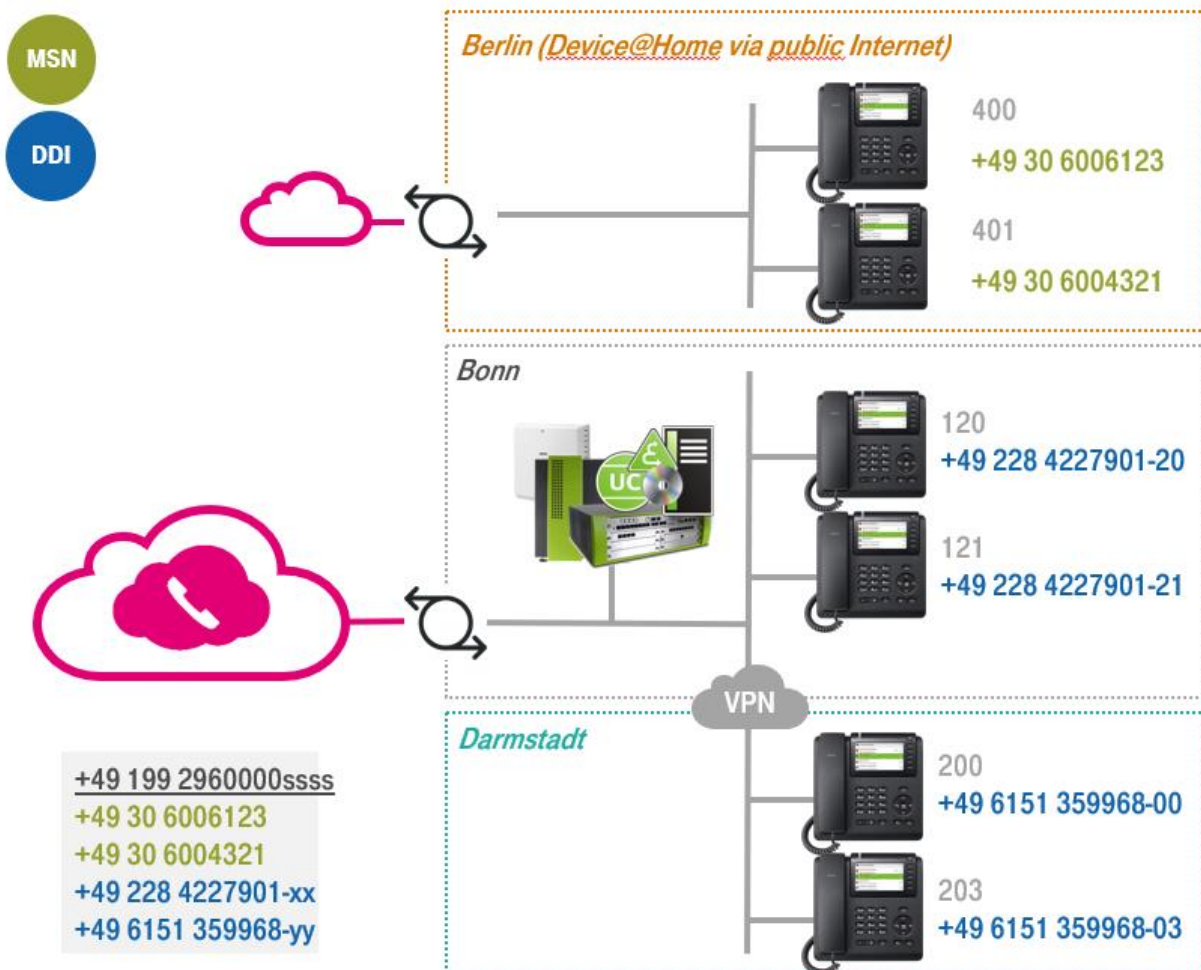 MSN
DDI
Berlin (Device@Home via public Internet)
400
+49 30 6006123
401
+49 30 6004321
Bonn
UC
120
+49 228 4227901-20
121
+49 228 4227901-21
VPN
Darmstadt
200
+49 6151 359968-00
203
+49 6151 359968-03
+49 199 2960000ssss
+49 30 6006123
+49 30 6004321
+49 228 4227901-xx
+49 6151 359968-yy